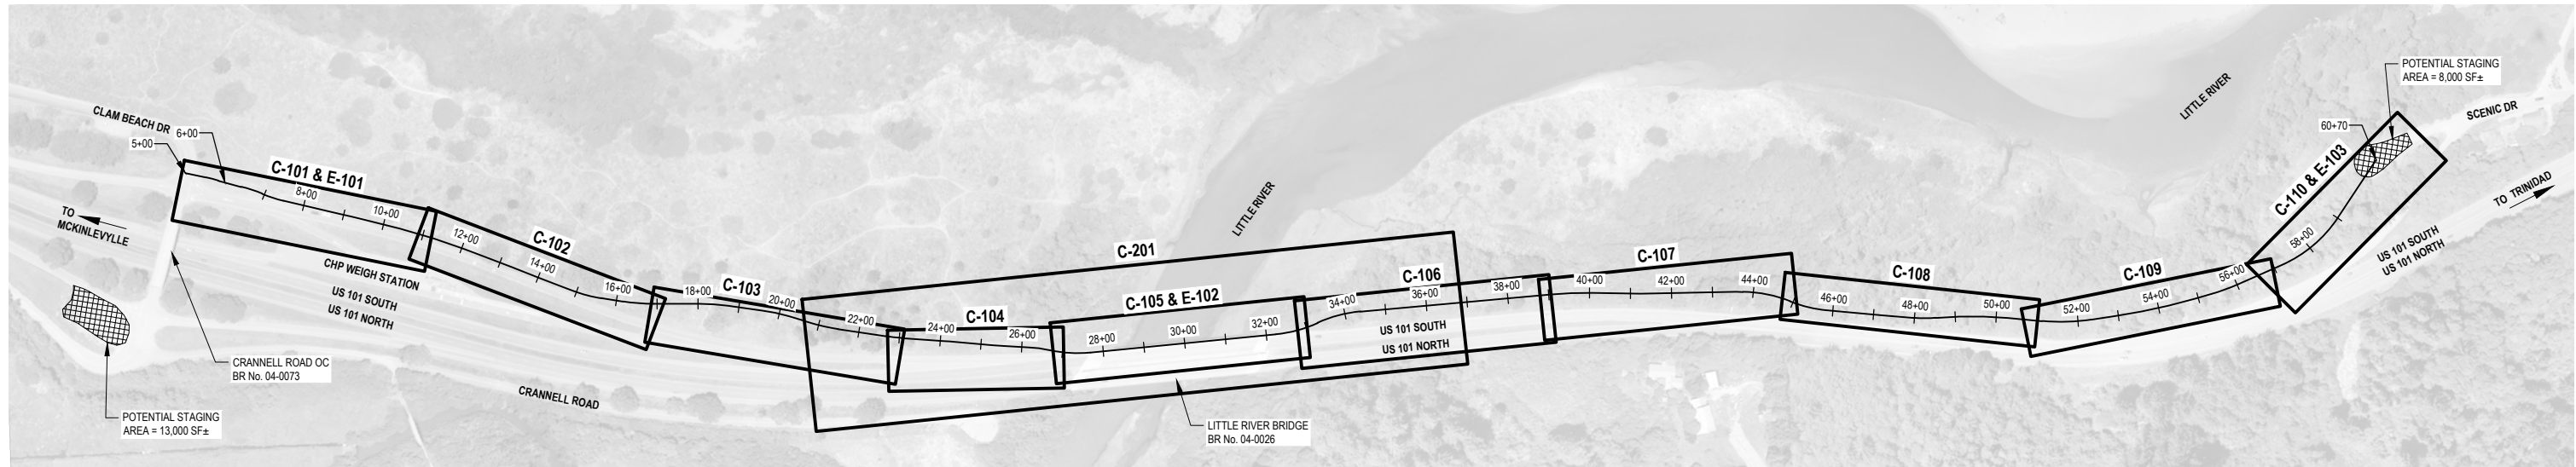 CLAM BEACH DR
6+00
5+00
C-101 & E-101
8+00
10+00
TO
MCKINLEVYLLE
CHP WEIGH STATION
US 101 SOUTH
US 101 NORTH
CRANNELL ROAD OC
BR No. 04-0073
POTENTIAL STAGING
AREA = 13,000 SF±
C-102
12+00
14+00
16+00
C-103
18+00
20+00
22+00
CRANNELL ROAD
C-201
C-104
24+00
26+00
C-105 & E-102
28+00
30+00
32+00
LITTLE RIVER
LITTLE RIVER BRIDGE
BR No. 04-0026
C-106
34+00
36+00
38+00
US 101 SOUTH
US 101 NORTH
C-107
40+00
42+00
44+00
C-108
46+00
48+00
50+00
C-109
52+00
54+00
56+00
C-110 & E-103
58+00
60+70
LITTLE RIVER
POTENTIAL STAGING
AREA = 8,000 SF±
SCENIC DR
TO TRINIDAD
US 101 SOUTH
US 101 NORTH